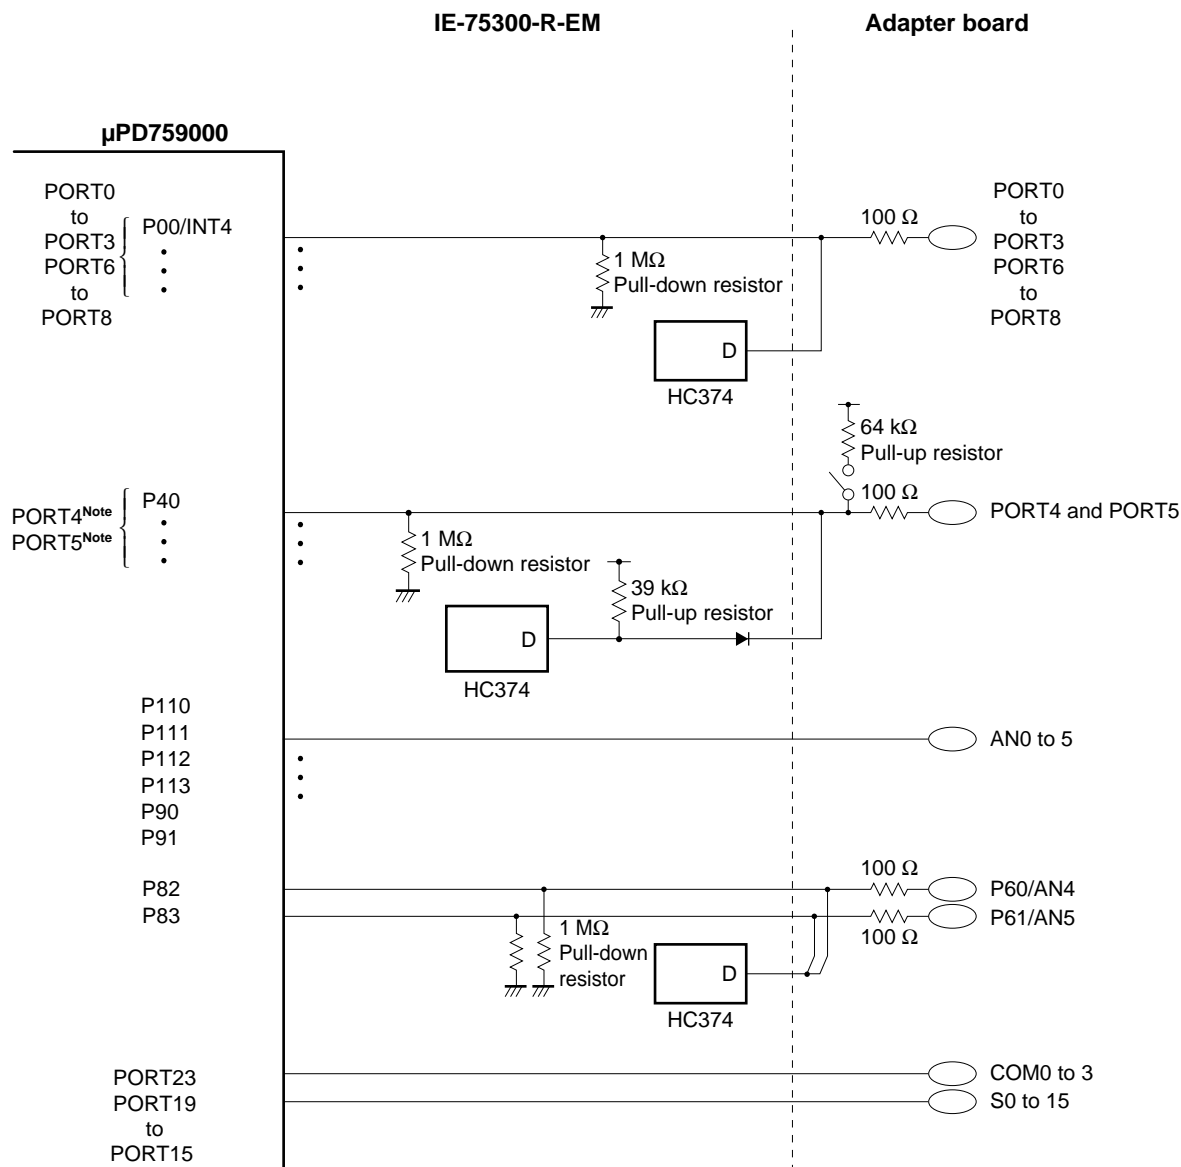 IE-75300-R-EM
Adapter board
µPD759000
PORT0
to
PORT3
PORT6
to
PORT8
P00/INT4
1 MΩ
Pull-down resistor
D
HC374
100 Ω
PORT0
to
PORT3
PORT6
to
PORT8
64 kΩ
Pull-up resistor
100 Ω
PORT4 and PORT5
PORT4Note
PORT5Note
P40
1 MΩ
Pull-down resistor
39 kΩ
Pull-up resistor
D
HC374
P110
P111
P112
P113
P90
P91
AN0 to 5
P82
P83
1 MΩ
Pull-down
resistor
D
HC374
100 Ω
P60/AN4
P61/AN5
100 Ω
PORT23
PORT19
to
PORT15
COM0 to 3
S0 to 15